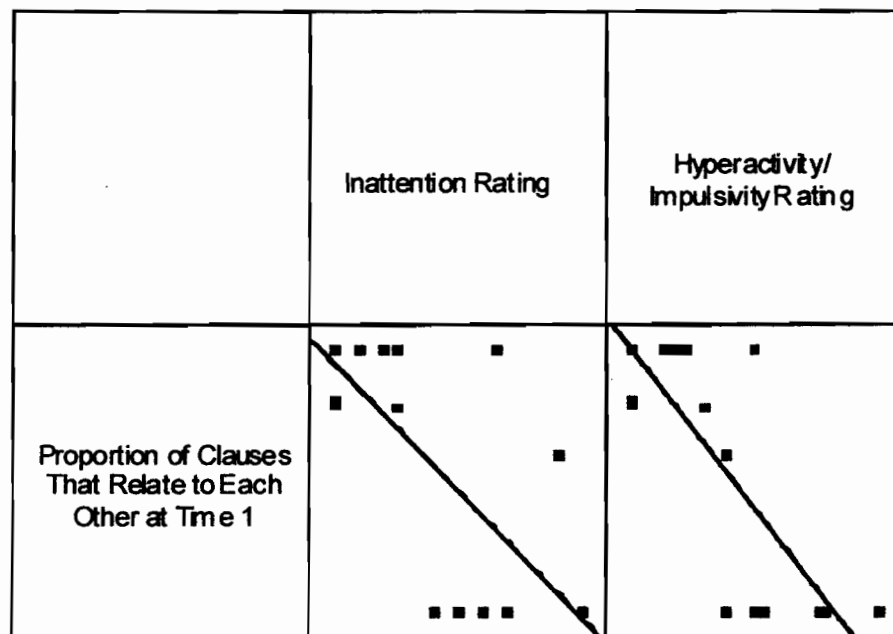 Inattention Rating
Hyperactivity/
Impulsivity Rating
Proportion of Clauses
That Relate to Each
Other at Time 1